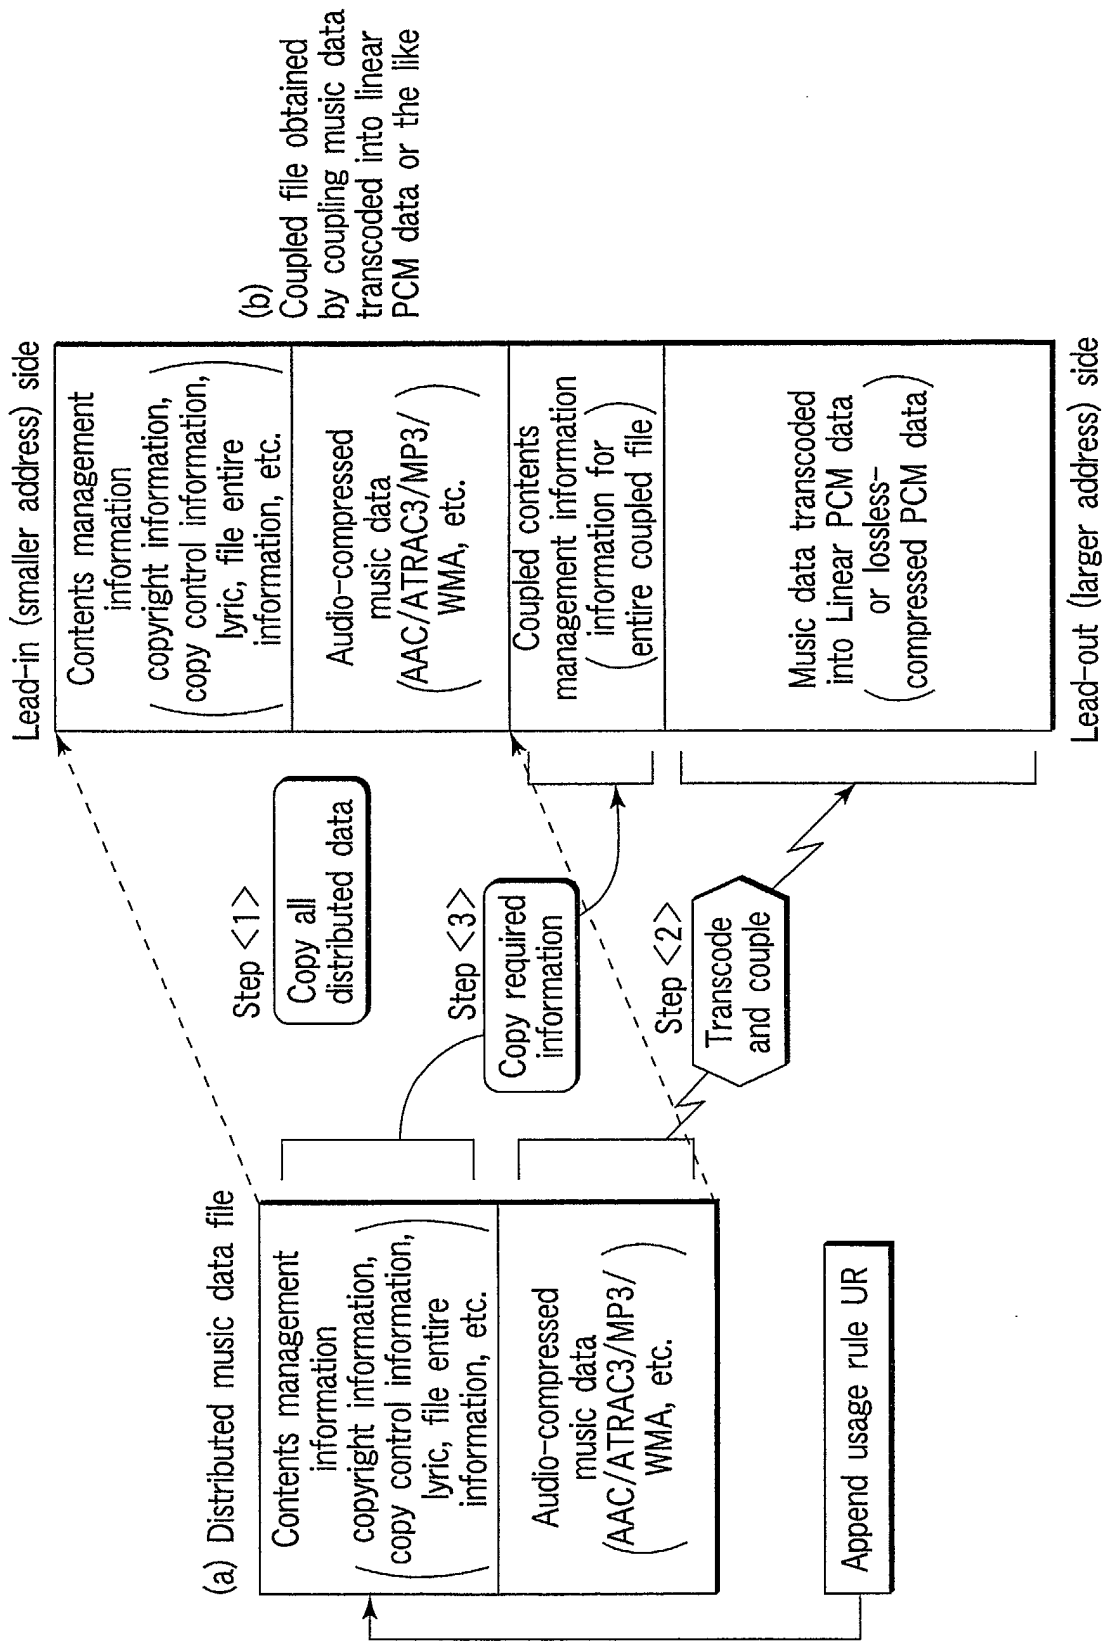 (a) Distributed music data file
Contents management
information
copyright information,
copy control information,
lyric, file entire
information, etc.
Audio-compressed
music data
(AAC/ATRAC3/MP3/
WMA, etc.)
Append usage rule UR
Step <1>
Copy all
distributed data
Step <3>
Copy required
information
Step <2>
Transcode
and couple
Lead-in (smaller address) side
Contents management
information
(copyright information,
copy control information,
lyric, file entire
information, etc.)
Audio-compressed
music data
(AAC/ATRAC3/MP3/
WMA, etc.)
Coupled contents
management information
(information for
entire coupled file)
Music data transcoded
into Linear PCM data
(or lossless-
compressed PCM data)
Lead-out (larger address) side
(b)
Coupled file obtained
by coupling music data
transcoded into linear
PCM data or the like